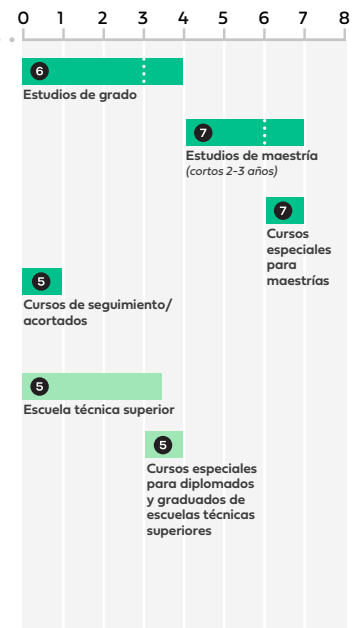 0 1 2 3 4 5 6 7 8
6
Estudios de grado
7
Estudios de maestría
(cortos 2-3 años)
7
Cursos
especiales
para
maestrías
5
Cursos de seguimiento/
acortados
5
Escuela técnica superior
5
Cursos especiales
para diplomados
y graduados de
escuelas técnicas
superiores